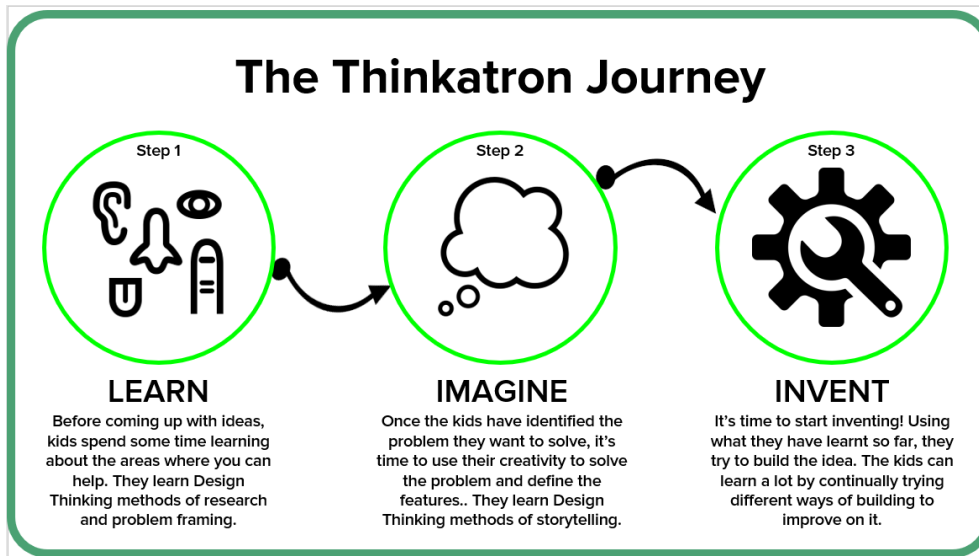 The Thinkatron Journey
Step 1
LEARN
Before coming up with ideas,
kids spend some time learning
about the areas where you can
help. They learn Design
Thinking methods of research
and problem framing.
Step 2
IMAGINE
Once the kids have identified the
problem they want to solve, it’s
time to use their creativity to solve
the problem and define the
features.. They learn Design
Thinking methods of storytelling.
Step 3
INVENT
It’s time to start inventing! Using
what they have learnt so far, they
try to build the idea. The kids can
learn a lot by continually trying
different ways of building to
improve on it.